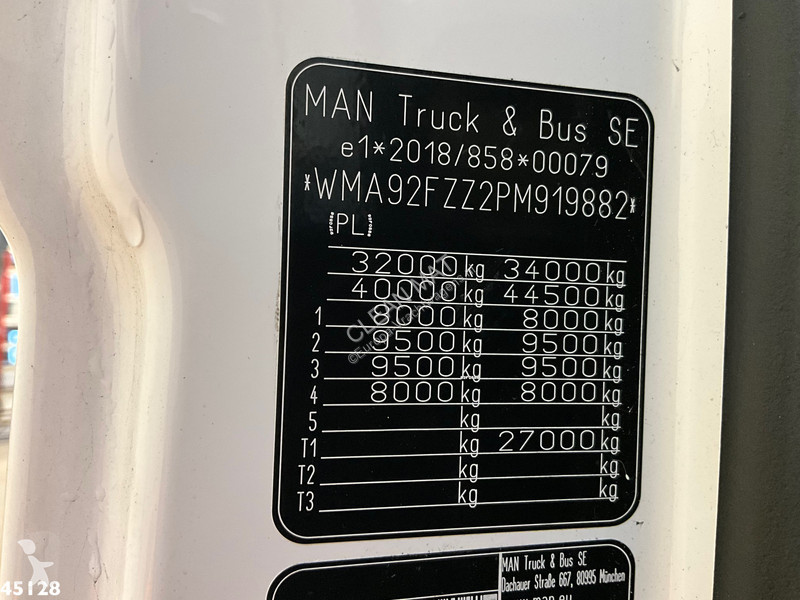 MAN Truck & Bus SE
e1*2018/858*00079
*WMA92FZZ2PM919882*
(PL)
32000 kg 34000 kg
40000 kg 44500 kg
1 8000 kg 8000 kg
2 9500 kg 9500 kg
3 9500 kg 9500 kg
4 8000 kg 8000 kg
5 kg kg
T1 kg 27000 kg
T2 kg kg
T3 kg kg
MAN Truck & Bus SE
Dachauer Straße 667, 80995 München
45128